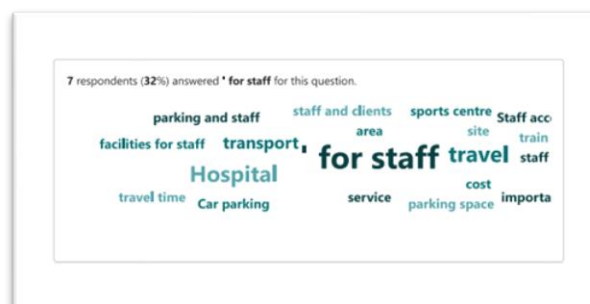 7 respondents (32%) answered ' for staff for this question.
parking and staff staff and clients sports centre Staff acc
area site train
facilities for staff transport ' for staff travel staff
Hospital
cost
travel time Car parking service parking space importa